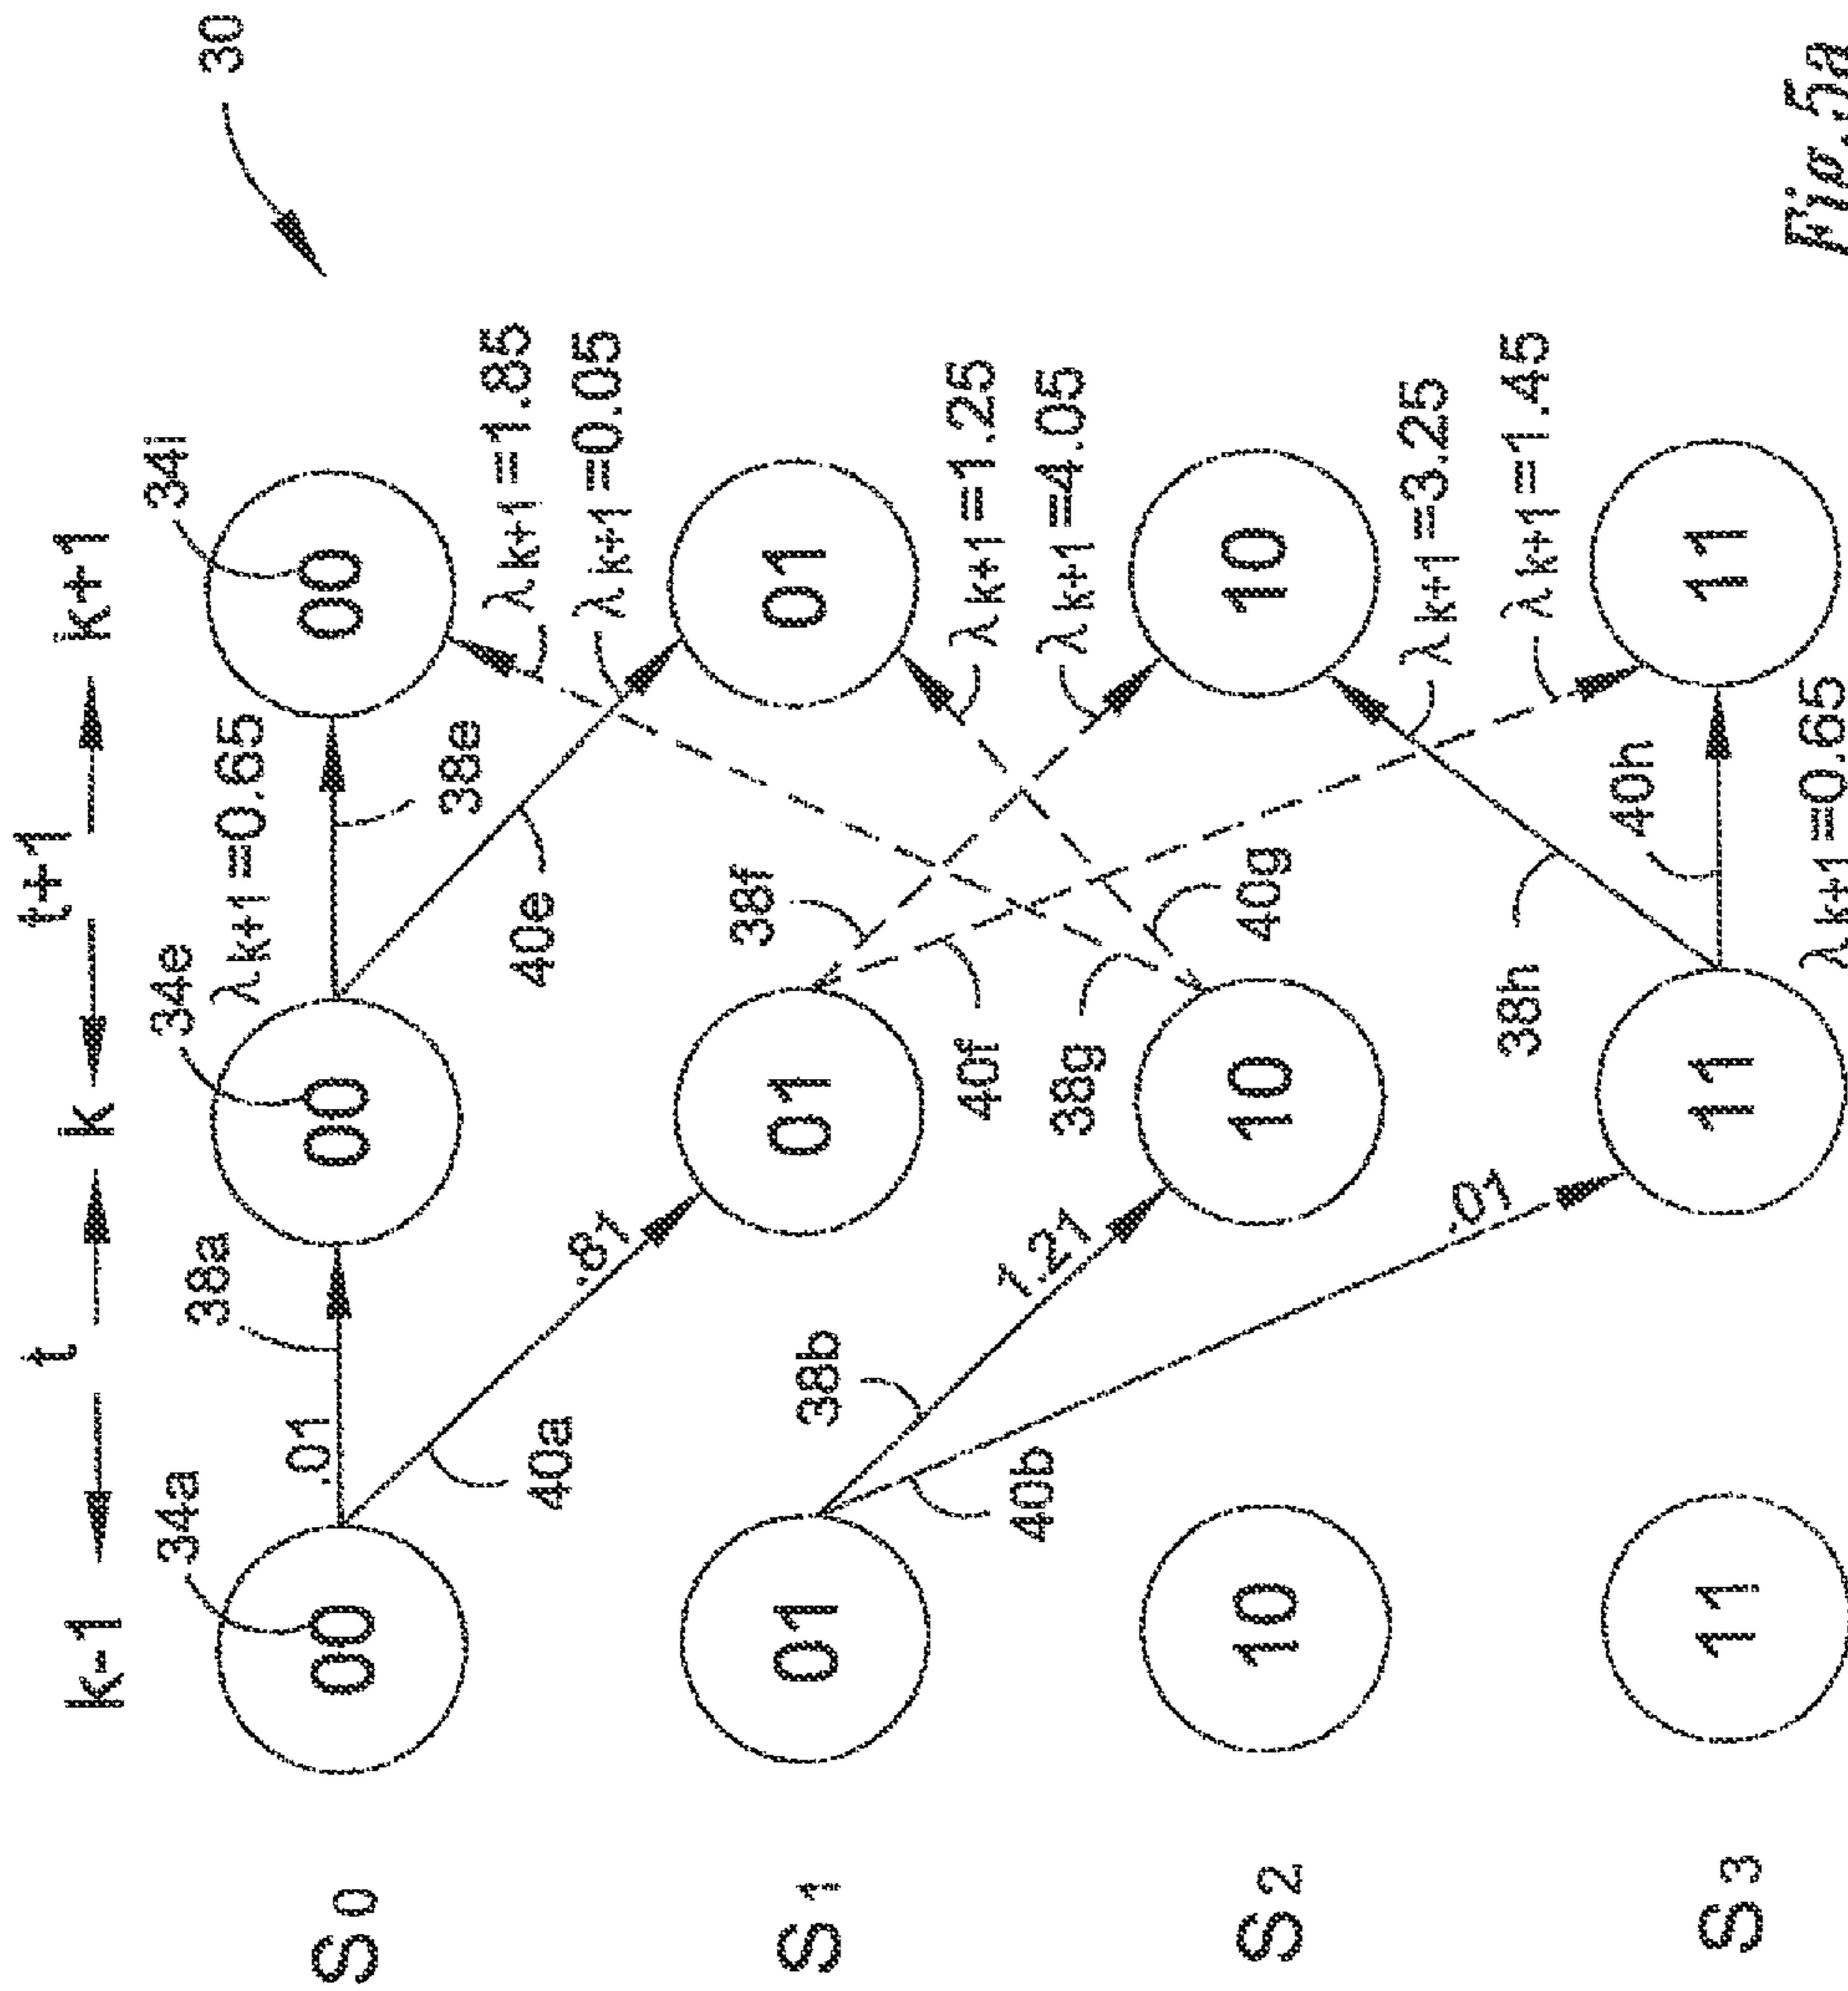 t t+1
k-1 k k+1
30
34a 38a 34e λk+1=0.65 34i
S0 00 .01 00 38e 00
λk+1=1.85
40a .81 40e λk+1=0.05
S1 01 01 01
38b 38f
40f λk+1=1.25
40b 1.21 38g λk+1=4.05
40g
S2 10 10 10
.01 38h λk+1=3.25
40h λk+1=1.45
S3 11 11 11
λk+1=0.65
Fig.5a